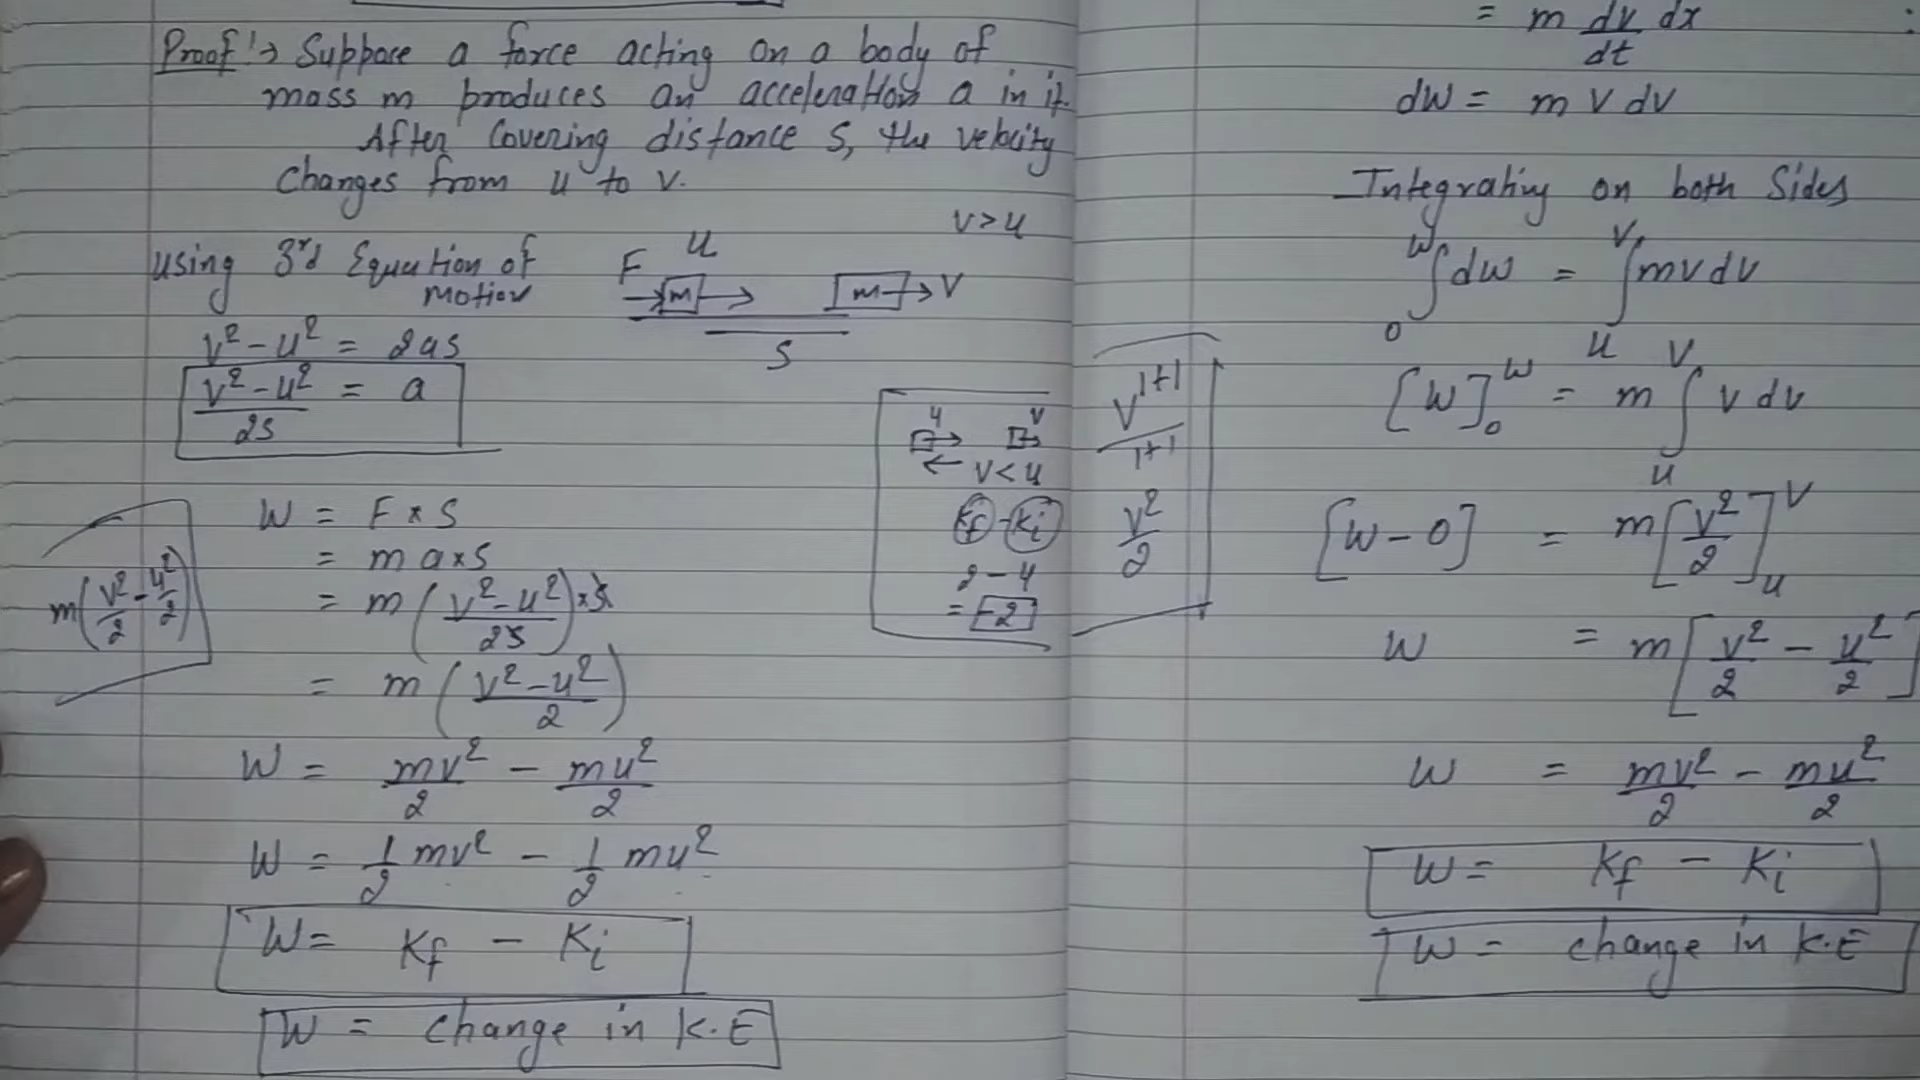 Proof :→ Suppose a force acting on a body of
mass m produces an acceleration a in it.
After Covering distance S, the velocity
Changes from u to v.
v > u
using 3rd Equation of
motion
F u
m m v
S
v² - u² = 2as
v² - u² / 2s = a
W = F × S
= m a × s
= m (v² - u² / 2s) × s
= m (v² - u² / 2)
m (v²/2 - u²/2)
W = mv²/2 - mu²/2
W = 1/2 mv² - 1/2 mu²
W = Kf - Ki
W = change in K.E
u v
← v < u
Kf - Ki
2 - 4
= -2
v^(1+1) / 1+1
v²/2
= m dv/dt dx
dW = m v dv
Integrating on both Sides
∫₀ᵂ dW = ∫ᵤᵛ mv dv
[W]₀ᵂ = m ∫ᵤᵛ v dv
[W - 0] = m [v²/2]ᵤᵛ
W = m [v²/2 - u²/2]
W = mv²/2 - mu²/2
W = Kf - Ki
W = change in K.E